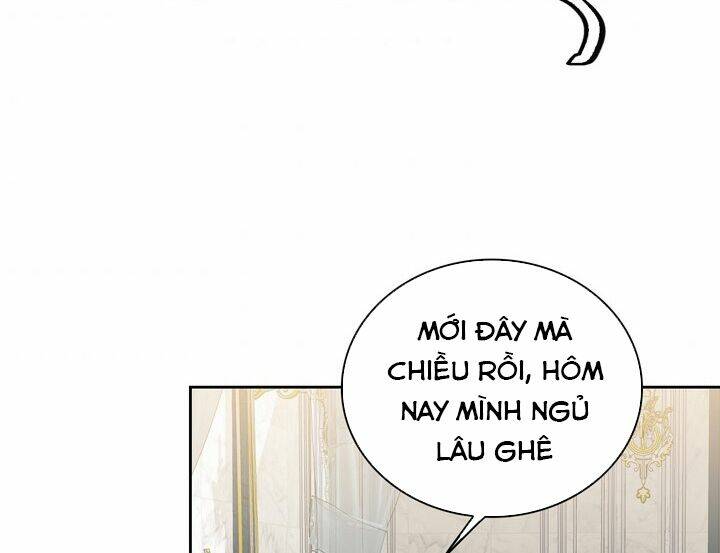 MỚI ĐÂY MÀ
CHIỀU RỒI, HÔM
NAY MÌNH NGỦ
LÂU GHÊ